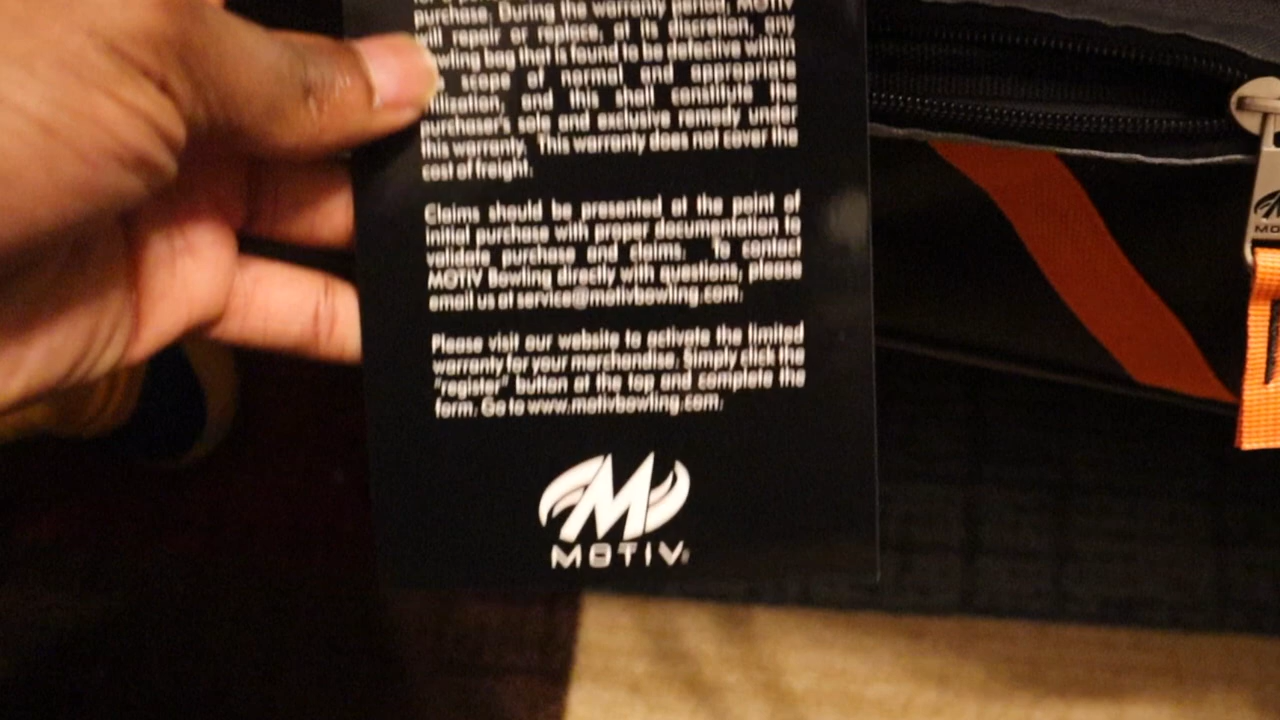 purchase. During the warranty period, MOTIV
will repair or replace, at its discretion, any
bowling bag that is found to be defective within
scope of normal and appropriate
utilization, and this shall constitute the
purchaser's sole and exclusive remedy under
this warranty. This warranty does not cover the
cost of freight.
Claims should be presented at the point of
initial purchase with proper documentation to
validate purchase and claims. To contact
MOTIV Bowling directly with questions, please
email us at service@motivbowling.com.
Please visit our website to activate the limited
warranty for your merchandise. Simply click the
"register" button at the top and complete the
form. Go to www.motivbowling.com.
MOTIV